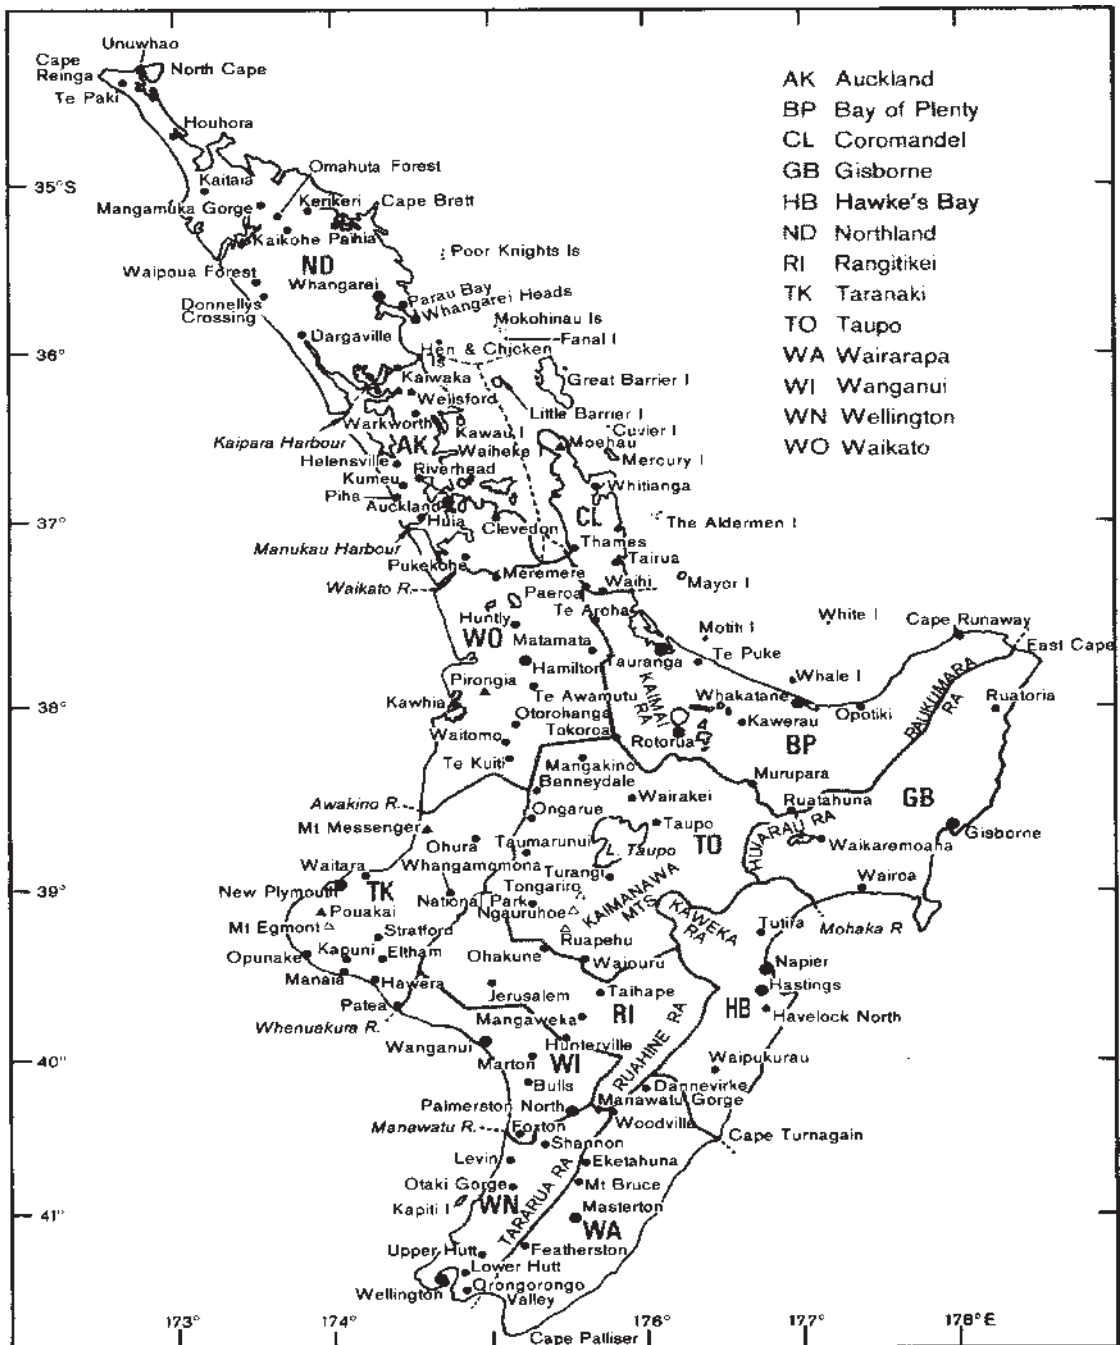 Unuwhao
Cape
Reinga
North Cape
Te Paki
Houhora
Omahuta Forest
35°S
Kaitaia
Kerikeri
Cape Brett
Mangamuka Gorge
Kaikohe
Paihia
Poor Knights Is
ND
Waipoua Forest
Whangarei
Parau Bay
Whangarei Heads
Donnellys
Crossing
Mokohinau Is
Dargaville
Fanal I
36°
Hen & Chicken
Is
Kaiwaka
Great Barrier I
Wellsford
Little Barrier I
Warkworth
Kawau I
Cuvier I
Kaipara Harbour
AK
Waiheke I
Moehau
Helensville
Riverhead
Mercury I
Kumeu
Whitianga
Piha
Auckland
CL
37°
Huia
Clevedon
The Aldermen I
Manukau Harbour
Thames
Pukekohe
Tairua
Waikato R.
Meremere
Waihi
Mayor I
Paeroa
Te Aroha
Huntly
WO
Motiti I
White I
Cape Runaway
Matamata
East Cape
Hamilton
Tauranga
Te Puke
Pirongia
KAIMAI
RA
Whale I
Te Awamutu
Whakatane
RAUKUMARA
RA
Ruatoria
Kawhia
38°
Otorohanga
Kawerau
Opotiki
Waitomo
Tokoroa
Rotorua
BP
Te Kuiti
Mangakino
Murupara
Benneydale
Awakino R.
Wairakei
Ruatahuna
GB
Ongarue
Mt Messenger
Taupo
HUIARAU RA
Gisborne
Ohura
Taumarunui
TO
Waikaremoana
L. Taupo
Waitara
Whangamomona
Turangi
Wairoa
39°
New Plymouth
TK
Tongariro
National Park
KAIMANAWA
MTS
Pouakai
Ngauruhoe
KAWEKA
RA
Mt Egmont
Stratford
Tutira
Mohaka R
Ruapehu
Opunake
Kapuni
Eltham
Ohakune
Waiouru
Napier
Manaia
Hawera
Jerusalem
Taihape
Hastings
Patea
RI
HB
Havelock North
Whenuakura R.
Mangaweka
RUAHINE RA
Wanganui
Hunterville
40°
Marton
WI
Waipukurau
Bulls
Dannevirke
Palmerston North
Manawatu Gorge
Manawatu R.
Foxton
Woodville
Cape Turnagain
Shannon
Levin
Eketahuna
Otaki Gorge
Mt Bruce
Kapiti I
WN
TARARUA RA
Masterton
41°
WA
Upper Hutt
Featherston
Lower Hutt
Wellington
Orongorongo
Valley
Cape Palliser
173°
174°
176°
177°
178°E
AK Auckland
BP Bay of Plenty
CL Coromandel
GB Gisborne
HB Hawke's Bay
ND Northland
RI Rangitikei
TK Taranaki
TO Taupo
WA Wairarapa
WI Wanganui
WN Wellington
WO Waikato